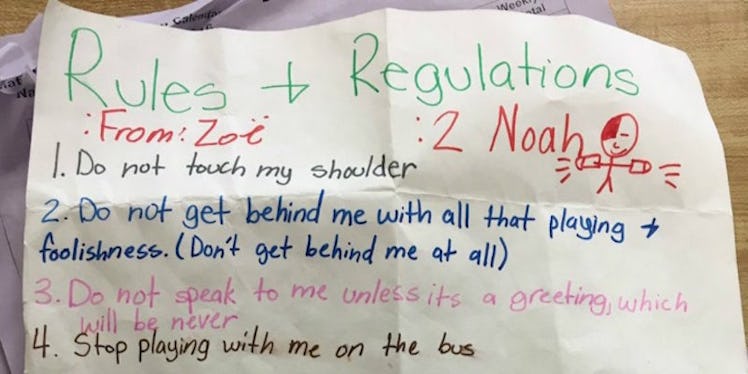 Calendar
Weekly
Rules + Regulations
:From: Zoë :2 Noah
1. Do not touch my shoulder
2. Do not get behind me with all that playing +
foolishness. (Don't get behind me at all)
3. Do not speak to me unless its a greeting, which
will be never
4. Stop playing with me on the bus